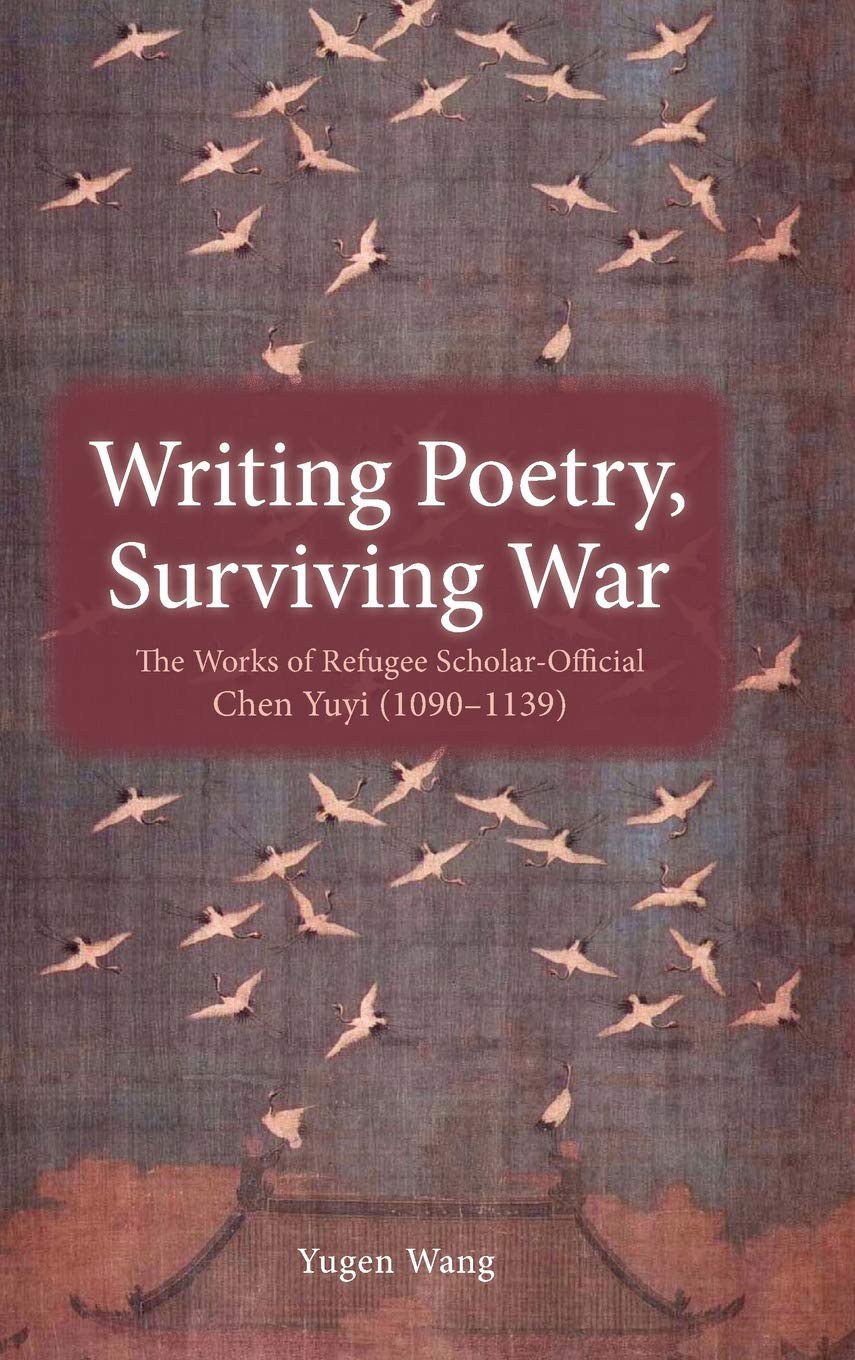 Writing Poetry,
Surviving War
The Works of Refugee Scholar-Official
Chen Yuyi (1090–1139)
Yugen Wang